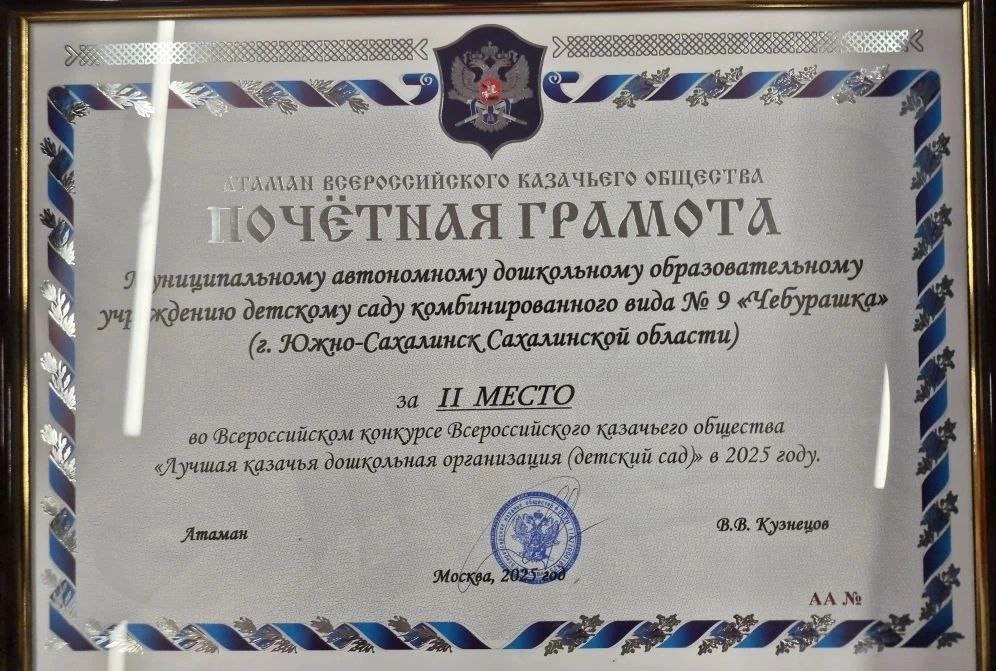 АТАМАН ВСЕРОССИЙСКОГО КАЗАЧЬЕГО ОБЩЕСТВА
ПОЧЁТНАЯ ГРАМОТА
Муниципальному автономному дошкольному образовательному
учреждению детскому саду комбинированного вида № 9 «Чебурашка»
(г. Южно-Сахалинск Сахалинской области)
за II МЕСТО
во Всероссийском конкурсе Всероссийского казачьего общества
«Лучшая казачья дошкольная организация (детский сад)» в 2025 году.
Атаман
В.В. Кузнецов
Москва, 2025 год
АА №